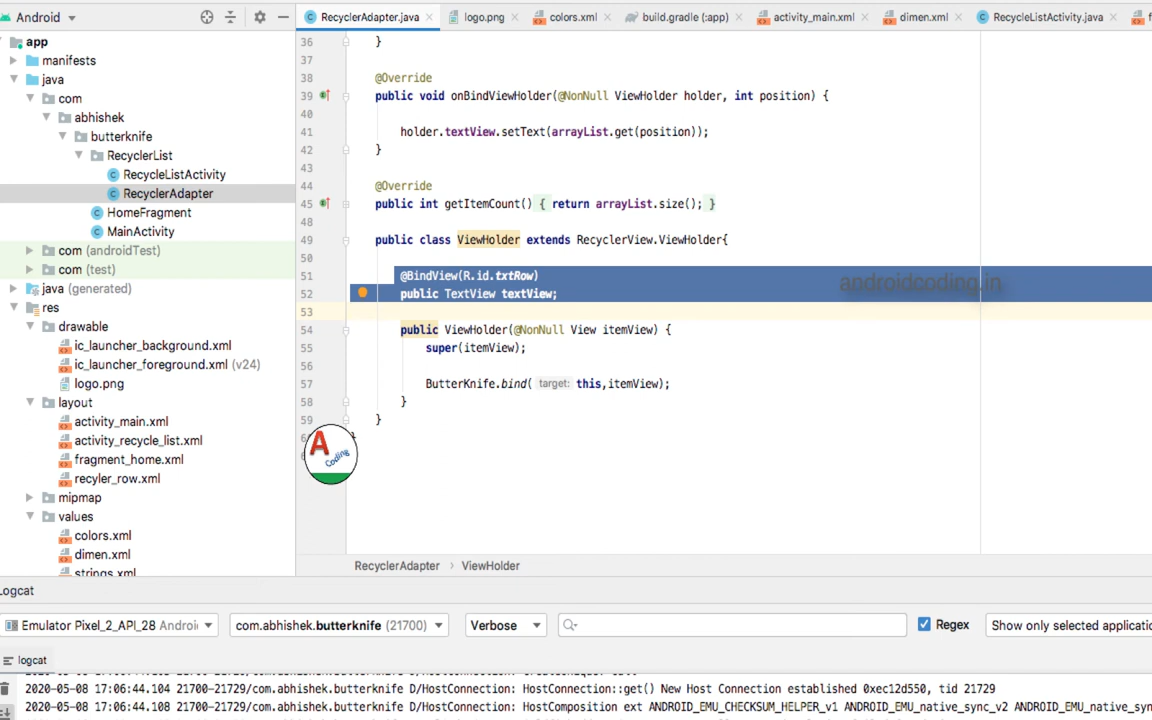 Android
RecyclerAdapter.java
logo.png
colors.xml
build.gradle (:app)
activity_main.xml
dimen.xml
RecycleListActivity.java
app
manifests
java
com
abhishek
butterknife
RecyclerList
RecycleListActivity
RecyclerAdapter
HomeFragment
MainActivity
com (androidTest)
com (test)
java (generated)
res
drawable
ic_launcher_background.xml
ic_launcher_foreground.xml (v24)
logo.png
layout
activity_main.xml
activity_recycle_list.xml
fragment_home.xml
recyler_row.xml
mipmap
values
colors.xml
dimen.xml
strings.xml
36 }
37
38 @Override
39 public void onBindViewHolder(@NonNull ViewHolder holder, int position) {
40
41 holder.textView.setText(arrayList.get(position));
42 }
43
44 @Override
45 public int getItemCount() { return arrayList.size(); }
48
49 public class ViewHolder extends RecyclerView.ViewHolder{
50
51 @BindView(R.id.txtRow)
52 public TextView textView;
53
54 public ViewHolder(@NonNull View itemView) {
55 super(itemView);
56
57 ButterKnife.bind( target: this,itemView);
58 }
59 }
androidcoding.in
A Coding
RecyclerAdapter › ViewHolder
Logcat
Emulator Pixel_2_API_28 Androi
com.abhishek.butterknife (21700)
Verbose
Regex
Show only selected applicatio
logcat
2020-05-08 17:06:44.104 21700-21729/com.abhishek.butterknife D/HostConnection: HostConnection::get() New Host Connection established 0xec12d550, tid 21729
2020-05-08 17:06:44.108 21700-21729/com.abhishek.butterknife D/HostConnection: HostComposition ext ANDROID_EMU_CHECKSUM_HELPER_v1 ANDROID_EMU_native_sync_v2 ANDROID_EMU_native_syn